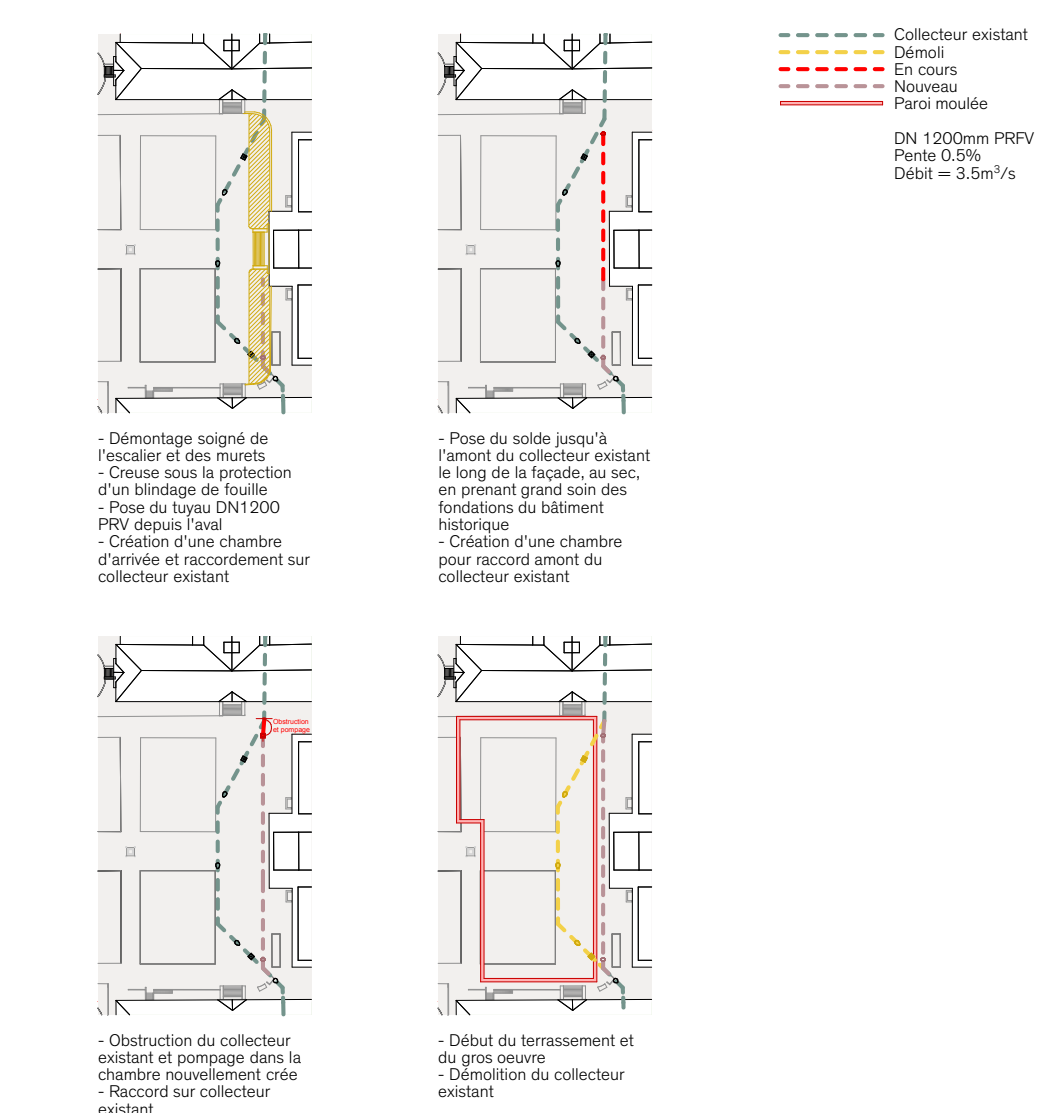 Collecteur existant
Démoli
En cours
Nouveau
Paroi moulée
DN 1200mm PRFV
Pente 0.5%
Débit = 3.5m³/s
- Démontage soigné de
l'escalier et des murets
- Creuse sous la protection
d'un blindage de fouille
- Pose du tuyau DN1200
PRV depuis l'aval
- Création d'une chambre
d'arrivée et raccordement sur
collecteur existant
- Pose du solde jusqu'à
l'amont du collecteur existant
le long de la façade, au sec,
en prenant grand soin des
fondations du bâtiment
historique
- Création d'une chambre
pour raccord amont du
collecteur existant
Obstruction
et pompage
- Obstruction du collecteur
existant et pompage dans la
chambre nouvellement crée
- Raccord sur collecteur
existant
- Début du terrassement et
du gros oeuvre
- Démolition du collecteur
existant